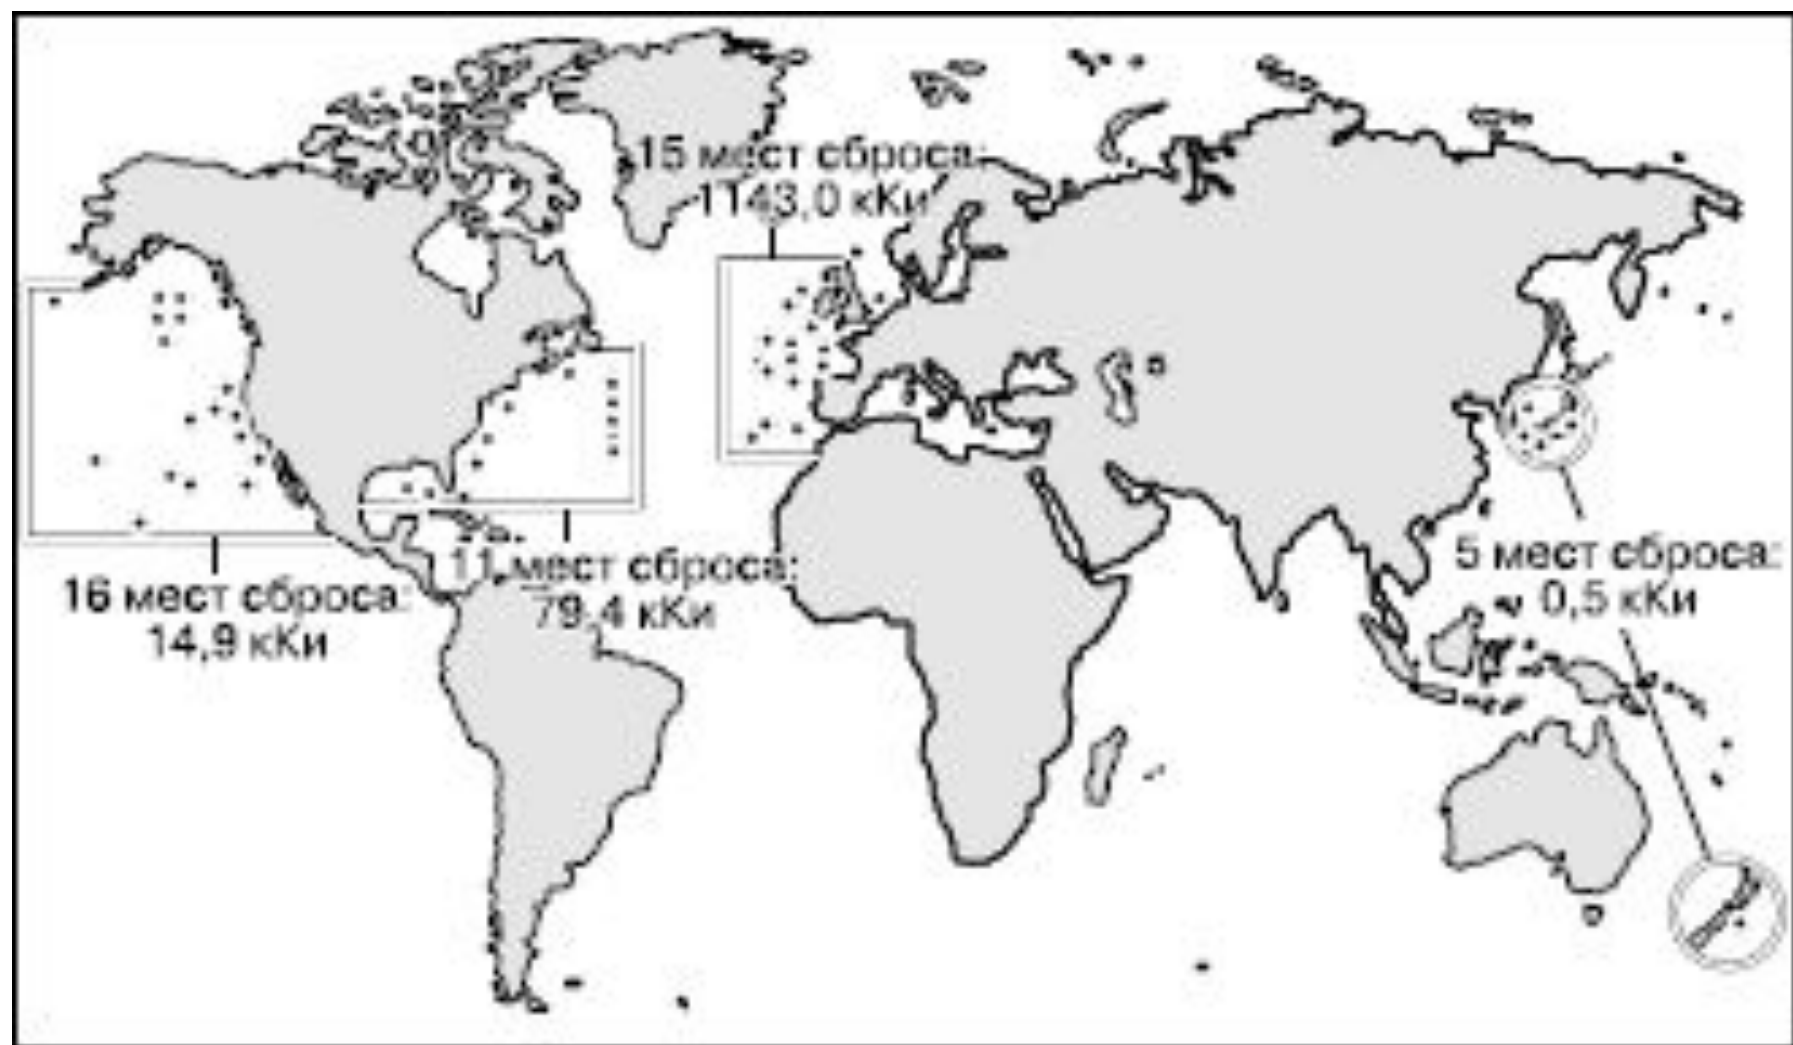 15 мест сброса:
1143,0 кКи
16 мест сброса:
14,9 кКи
11 мест сброса:
79,4 кКи
5 мест сброса:
0,5 кКи